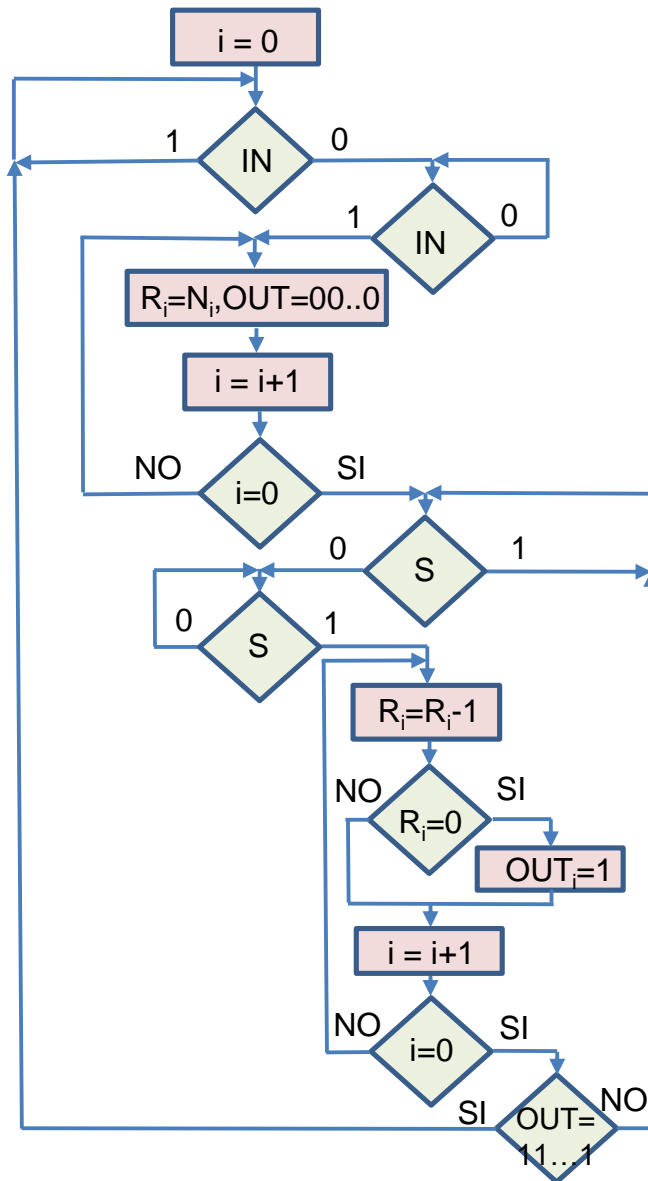 i = 0
1
IN
0
1
IN
0
Rᵢ=Nᵢ,OUT=00..0
i = i+1
NO
i=0
SI
0
S
1
0
S
1
Rᵢ=Rᵢ-1
NO
Rᵢ=0
SI
OUTᵢ=1
i = i+1
NO
i=0
SI
SI
OUT=
11…1
NO